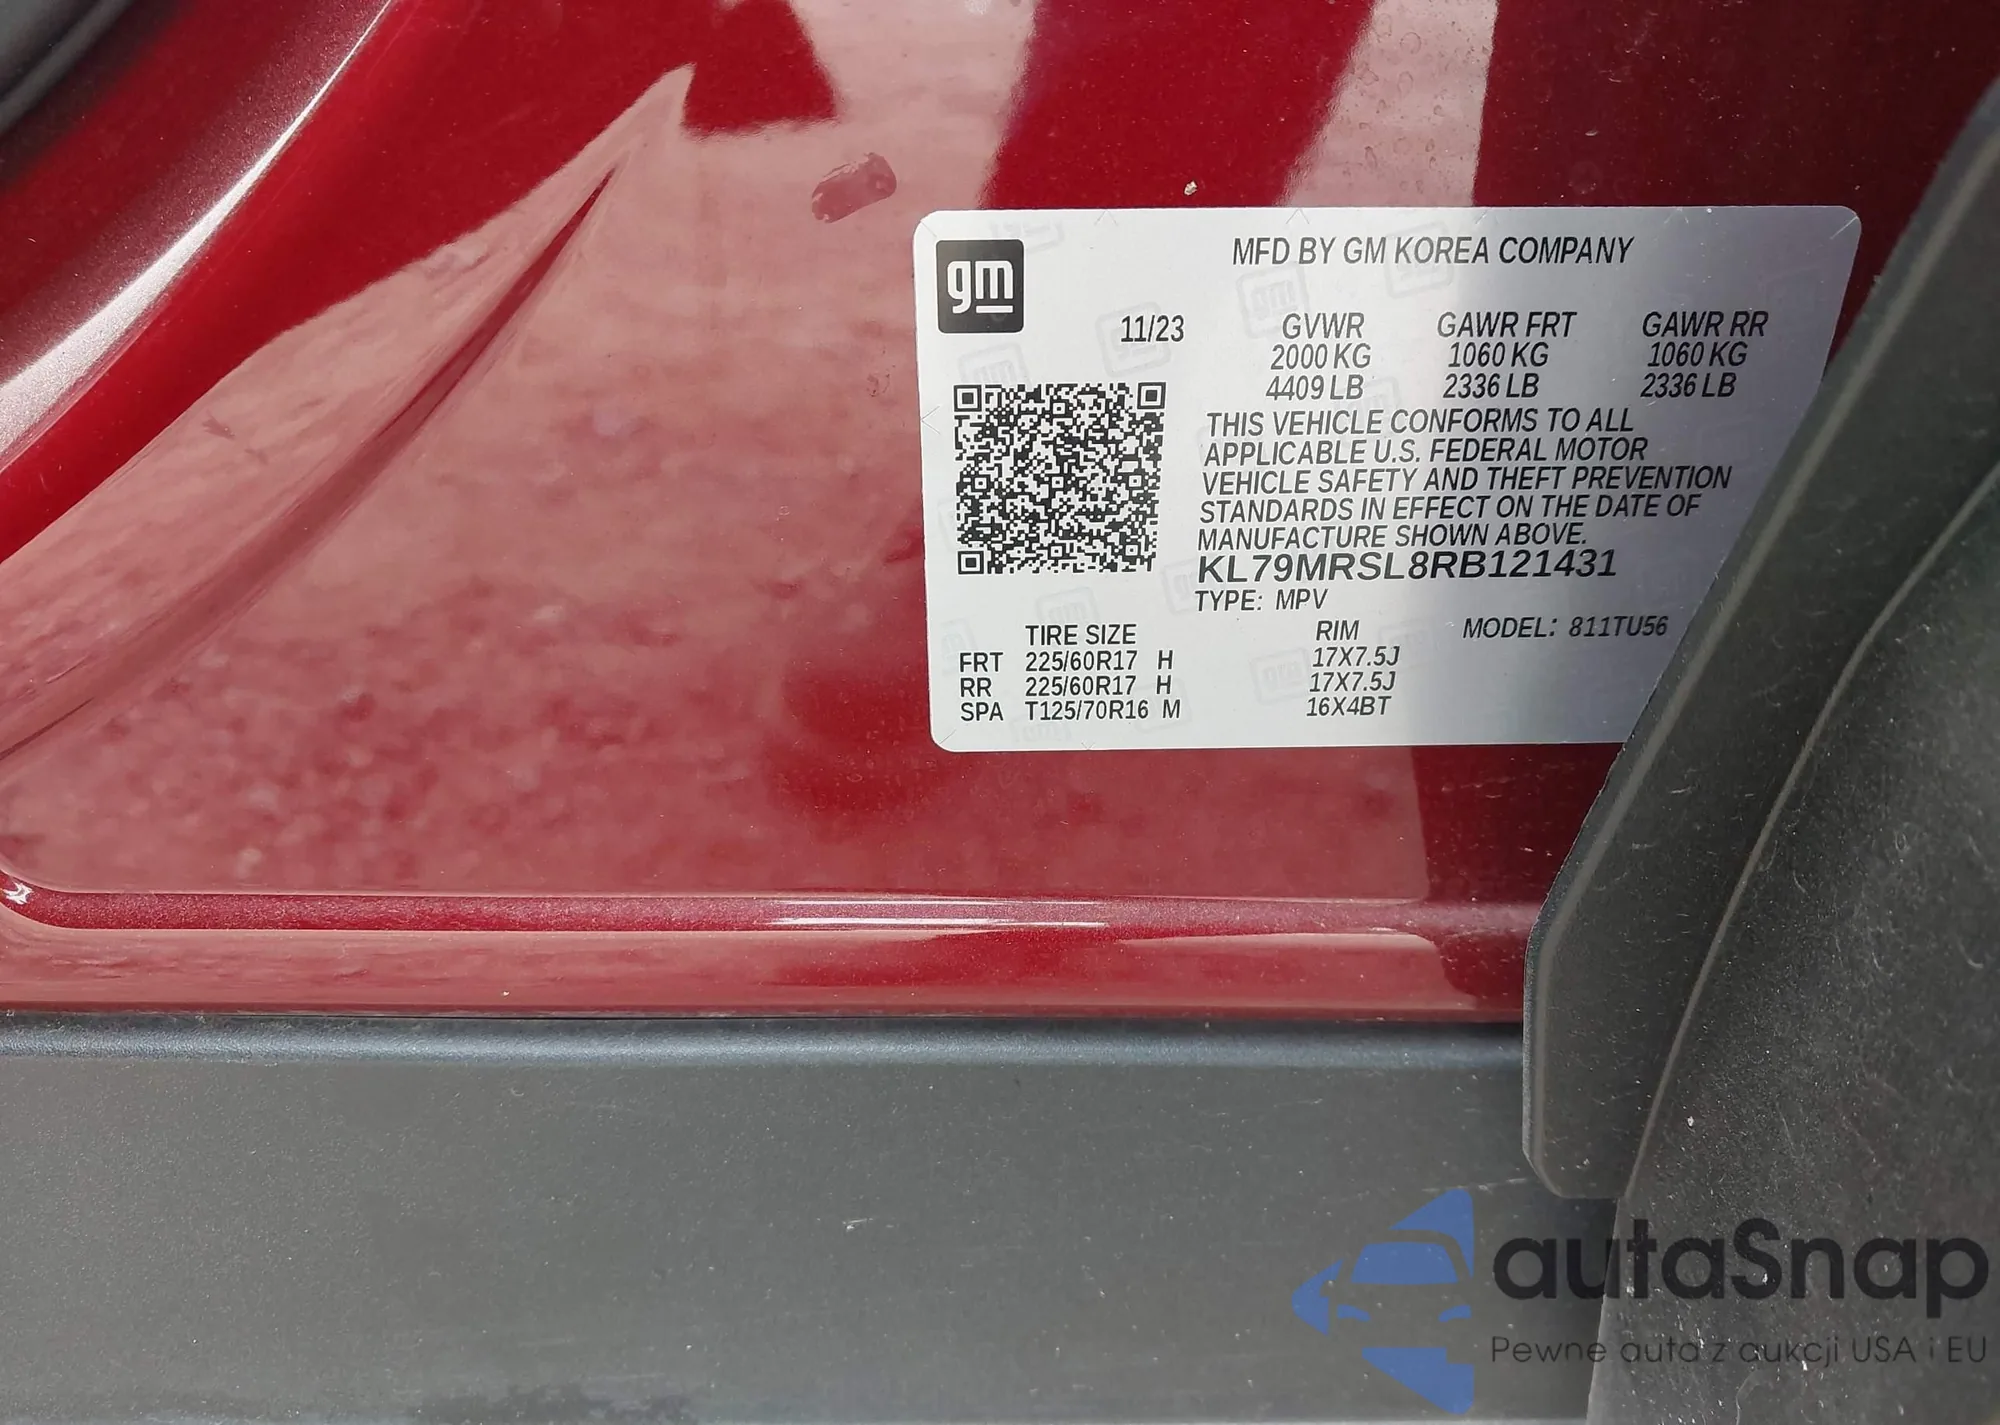 gm
MFD BY GM KOREA COMPANY
11/23 GVWR GAWR FRT GAWR RR
2000 KG 1060 KG 1060 KG
4409 LB 2336 LB 2336 LB
THIS VEHICLE CONFORMS TO ALL
APPLICABLE U.S. FEDERAL MOTOR
VEHICLE SAFETY AND THEFT PREVENTION
STANDARDS IN EFFECT ON THE DATE OF
MANUFACTURE SHOWN ABOVE.
KL79MRSL8RB121431
TYPE: MPV
TIRE SIZE RIM MODEL: 811TU56
FRT 225/60R17 H 17X7.5J
RR 225/60R17 H 17X7.5J
SPA T125/70R16 M 16X4BT
autaSnap
Pewne auta z aukcji USA i EU